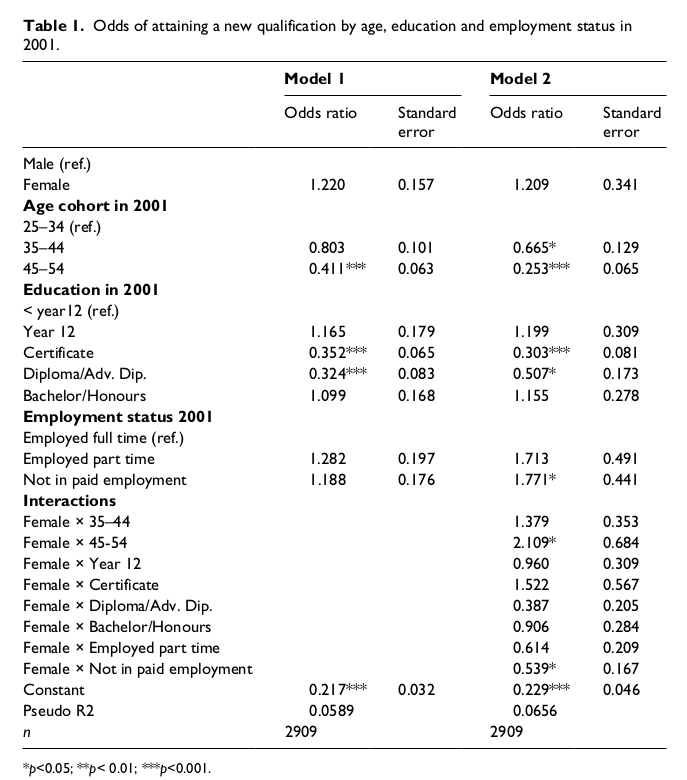 Table 1. Odds of attaining a new qualification by age, education and employment status in
2001.
Model 1 Model 2
Odds ratio Standard error Odds ratio Standard error
Male (ref.)
Female 1.220 0.157 1.209 0.341
Age cohort in 2001
25–34 (ref.)
35–44 0.803 0.101 0.665* 0.129
45–54 0.411*** 0.063 0.253*** 0.065
Education in 2001
< year12 (ref.)
Year 12 1.165 0.179 1.199 0.309
Certificate 0.352*** 0.065 0.303*** 0.081
Diploma/Adv. Dip. 0.324*** 0.083 0.507* 0.173
Bachelor/Honours 1.099 0.168 1.155 0.278
Employment status 2001
Employed full time (ref.)
Employed part time 1.282 0.197 1.713 0.491
Not in paid employment 1.188 0.176 1.771* 0.441
Interactions
Female × 35–44 1.379 0.353
Female × 45-54 2.109* 0.684
Female × Year 12 0.960 0.309
Female × Certificate 1.522 0.567
Female × Diploma/Adv. Dip. 0.387 0.205
Female × Bachelor/Honours 0.906 0.284
Female × Employed part time 0.614 0.209
Female × Not in paid employment 0.539* 0.167
Constant 0.217*** 0.032 0.229*** 0.046
Pseudo R2 0.0589 0.0656
n 2909 2909
*p<0.05; **p< 0.01; ***p<0.001.